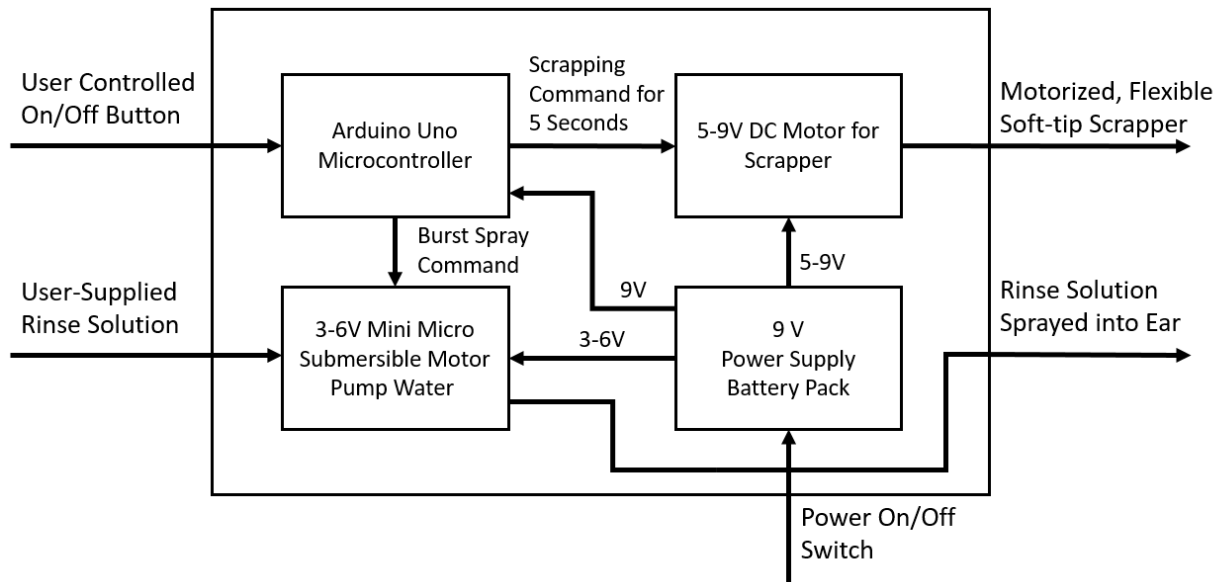 User Controlled
On/Off Button
Arduino Uno
Microcontroller
Scrapping
Command for
5 Seconds
5-9V DC Motor for
Scrapper
Motorized, Flexible
Soft-tip Scrapper
Burst Spray
Command
9V
5-9V
3-6V
User-Supplied
Rinse Solution
3-6V Mini Micro
Submersible Motor
Pump Water
9 V
Power Supply
Battery Pack
Rinse Solution
Sprayed into Ear
Power On/Off
Switch